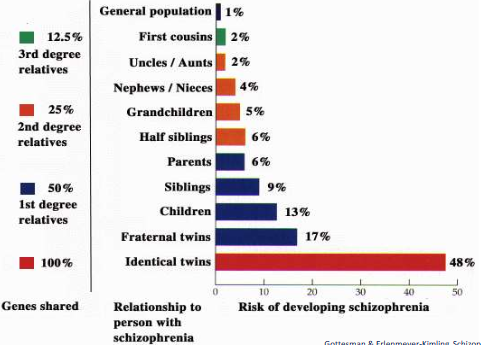 General population 1%
12.5%
3rd degree
relatives
25%
2nd degree
relatives
50%
1st degree
relatives
100%
Genes shared
First cousins 2%
Uncles / Aunts 2%
Nephews / Nieces 4%
Grandchildren 5%
Half siblings 6%
Parents 6%
Siblings 9%
Children 13%
Fraternal twins 17%
Identical twins 48%
0 10 20 30 40 50
Relationship to
person with
schizophrenia
Risk of developing schizophrenia